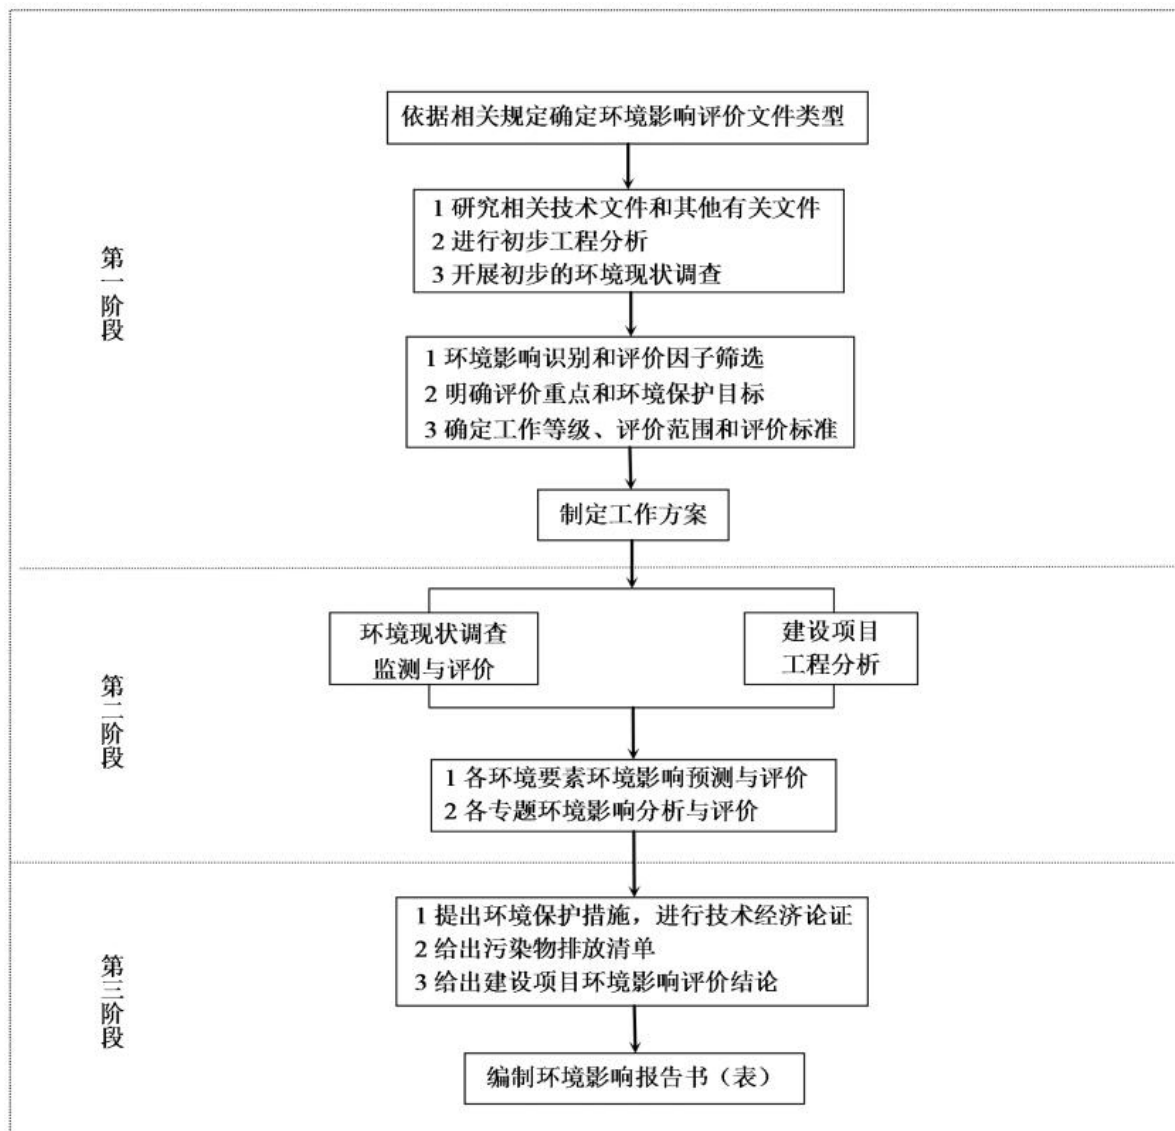 依据相关规定确定环境影响评价文件类型
1 研究相关技术文件和其他有关文件
2 进行初步工程分析
3 开展初步的环境现状调查
第一阶段
1 环境影响识别和评价因子筛选
2 明确评价重点和环境保护目标
3 确定工作等级、评价范围和评价标准
制定工作方案
环境现状调查
监测与评价
建设项目
工程分析
第二阶段
1 各环境要素环境影响预测与评价
2 各专题环境影响分析与评价
1 提出环境保护措施，进行技术经济论证
2 给出污染物排放清单
3 给出建设项目环境影响评价结论
第三阶段
编制环境影响报告书（表）